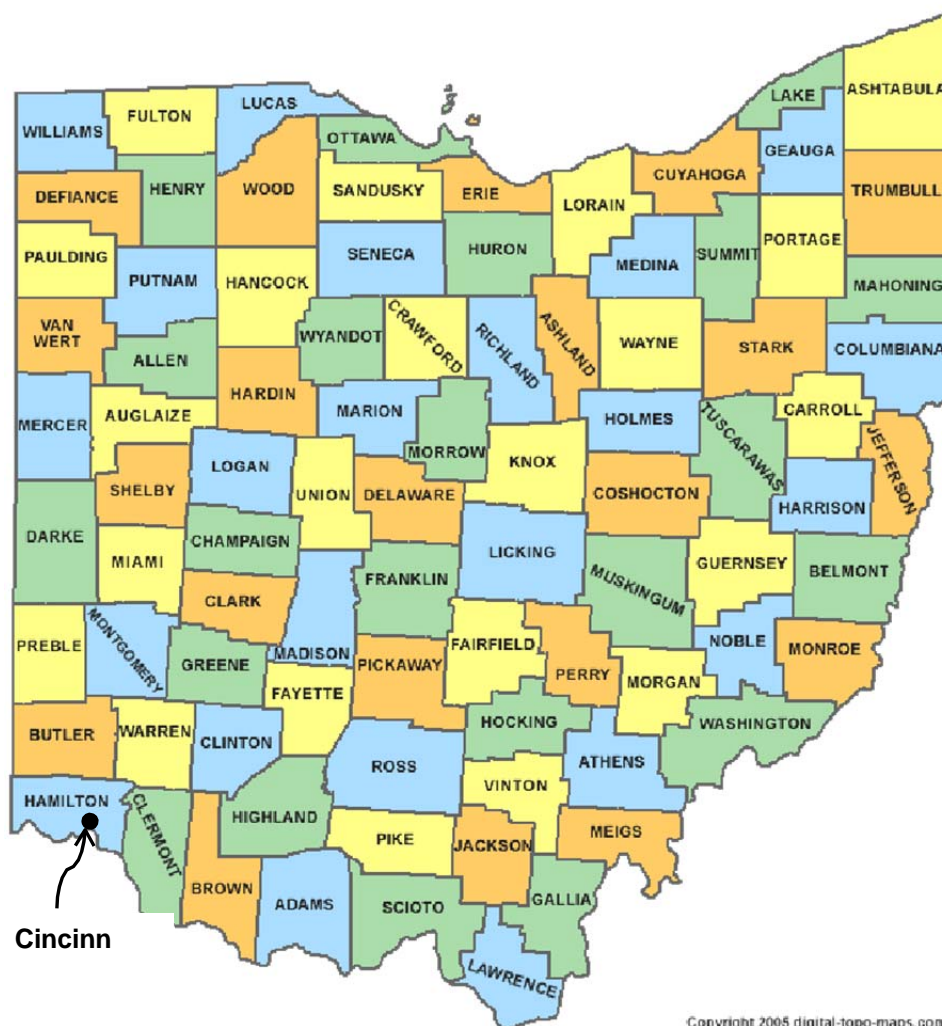 LAKE
ASHTABULA
LUCAS
FULTON
WILLIAMS
OTTAWA
GEAUGA
CUYAHOGA
HENRY
WOOD
SANDUSKY
ERIE
TRUMBULL
DEFIANCE
LORAIN
PORTAGE
HURON
SENECA
SUMMIT
PAULDING
MEDINA
PUTNAM
HANCOCK
MAHONING
VAN
WERT
WYANDOT
CRAWFORD
RICHLAND
ASHLAND
WAYNE
STARK
COLUMBIANA
ALLEN
HARDIN
MERCER
AUGLAIZE
MARION
HOLMES
CARROLL
TUSCARAWAS
JEFFERSON
MORROW
KNOX
LOGAN
SHELBY
UNION
DELAWARE
COSHOCTON
HARRISON
DARKE
CHAMPAIGN
LICKING
MIAMI
GUERNSEY
BELMONT
FRANKLIN
MUSKINGUM
CLARK
PREBLE
MONTGOMERY
GREENE
MADISON
PICKAWAY
FAIRFIELD
PERRY
NOBLE
MONROE
MORGAN
FAYETTE
HOCKING
WASHINGTON
BUTLER
WARREN
CLINTON
ROSS
ATHENS
VINTON
HAMILTON
CLERMONT
HIGHLAND
PIKE
JACKSON
MEIGS
BROWN
ADAMS
SCIOTO
GALLIA
Cincinn
LAWRENCE
Copyright 2005 digital-topo-maps.com